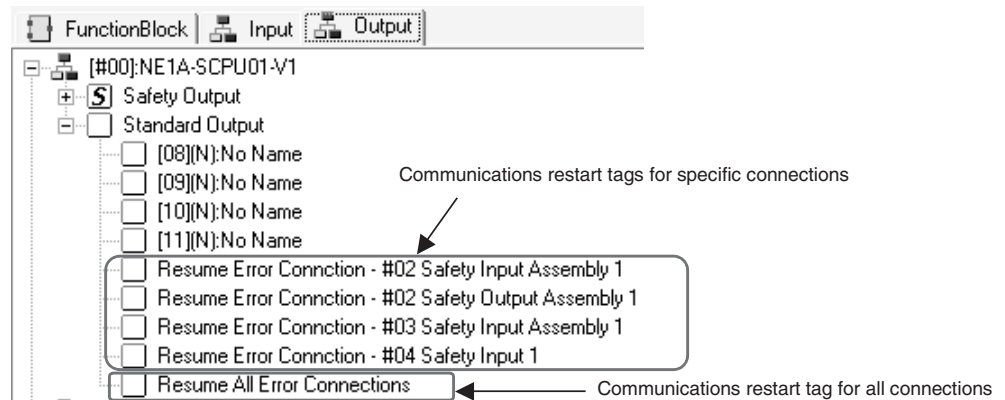 FunctionBlock Input Output
[#00]:NE1A-SCPU01-V1
S Safety Output
Standard Output
[08](N):No Name
[09](N):No Name
Communications restart tags for specific connections
[10](N):No Name
[11](N):No Name
Resume Error Connction - #02 Safety Input Assembly 1
Resume Error Connction - #02 Safety Output Assembly 1
Resume Error Connction - #03 Safety Input Assembly 1
Resume Error Connction - #04 Safety Input 1
Resume All Error Connections
Communications restart tag for all connections